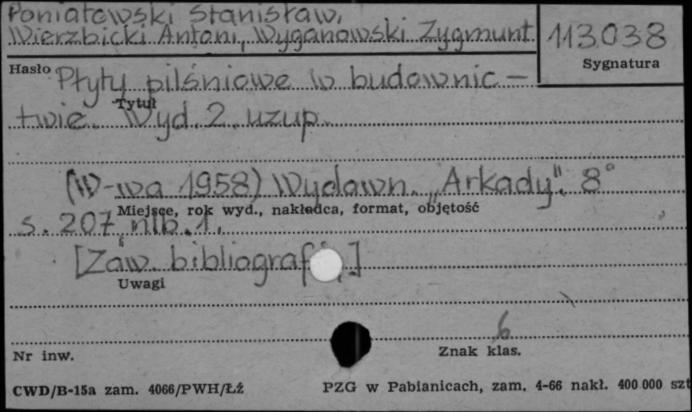 Poniatowski Stanisław,
Wierzbicki Antoni, Wyganowski Zygmunt
113038
Sygnatura
Hasło
Płyty pilśniowe w budownic-
Tytuł
twie. Wyd. 2. uzup.
(W-wa 1958) Wydawn. „Arkady". 8°
Miejsce, rok wyd., nakładca, format, objętość
s. 207, nlb. 1.
[Zaw. bibliografię,]
Uwagi
6
Nr inw.
Znak klas.
CWD/B-15a zam. 4066/PWH/ŁŻ
PZG w Pabianicach, zam. 4-66 nakł. 400 000 szt